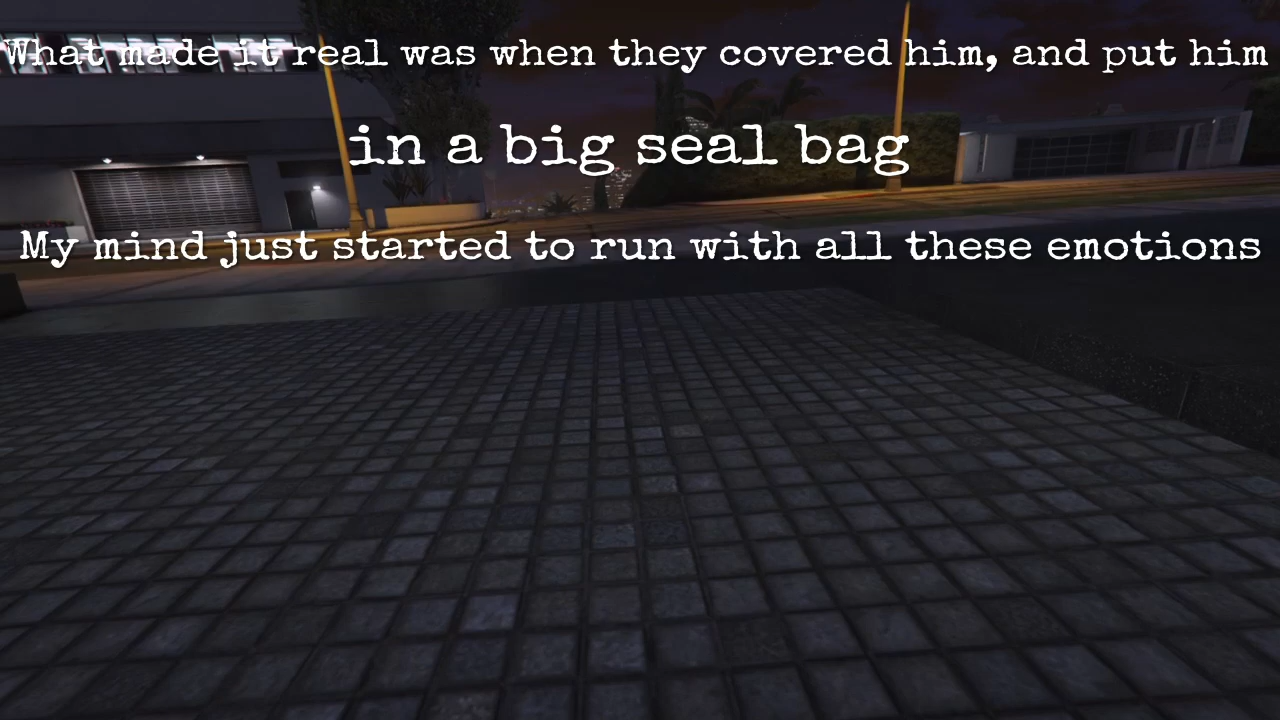 What made it real was when they covered him, and put him
in a big seal bag
My mind just started to run with all these emotions